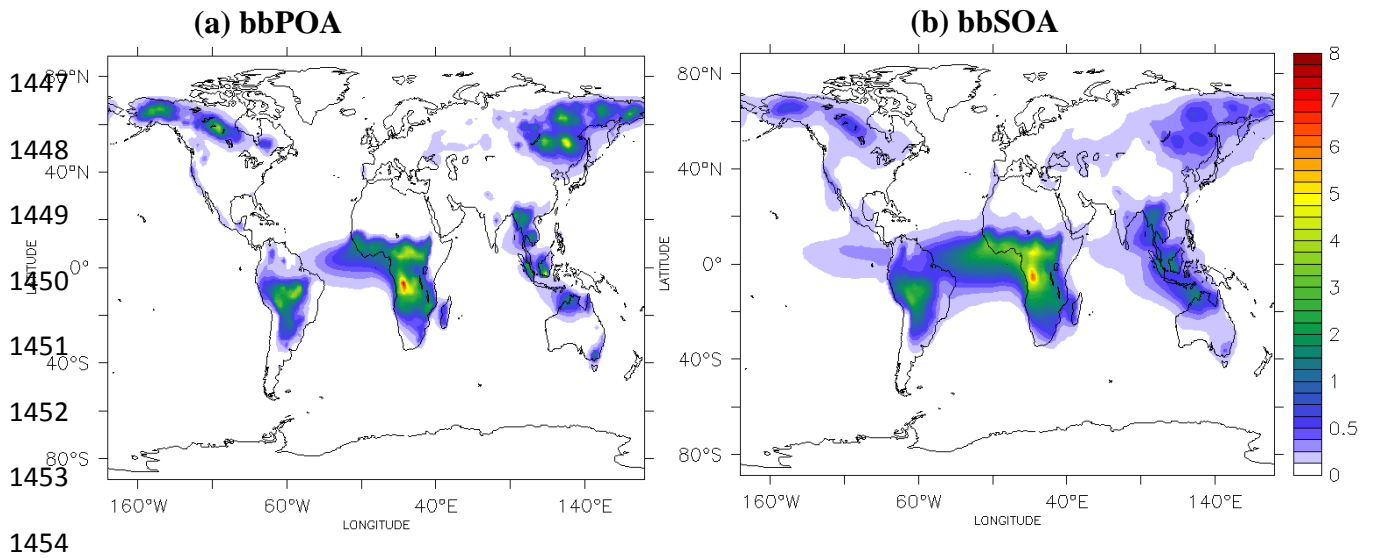 (a) bbPOA
(b) bbSOA
1447
1448
1449
1450
1451
1452
1453
1454
80°N
40°N
0°
40°S
80°S
LATITUDE
160°W
60°W
40°E
140°E
LONGITUDE
80°N
40°N
0°
40°S
80°S
LATITUDE
160°W
60°W
40°E
140°E
LONGITUDE
8
7
6
5
4
3
2
1
0.5
0